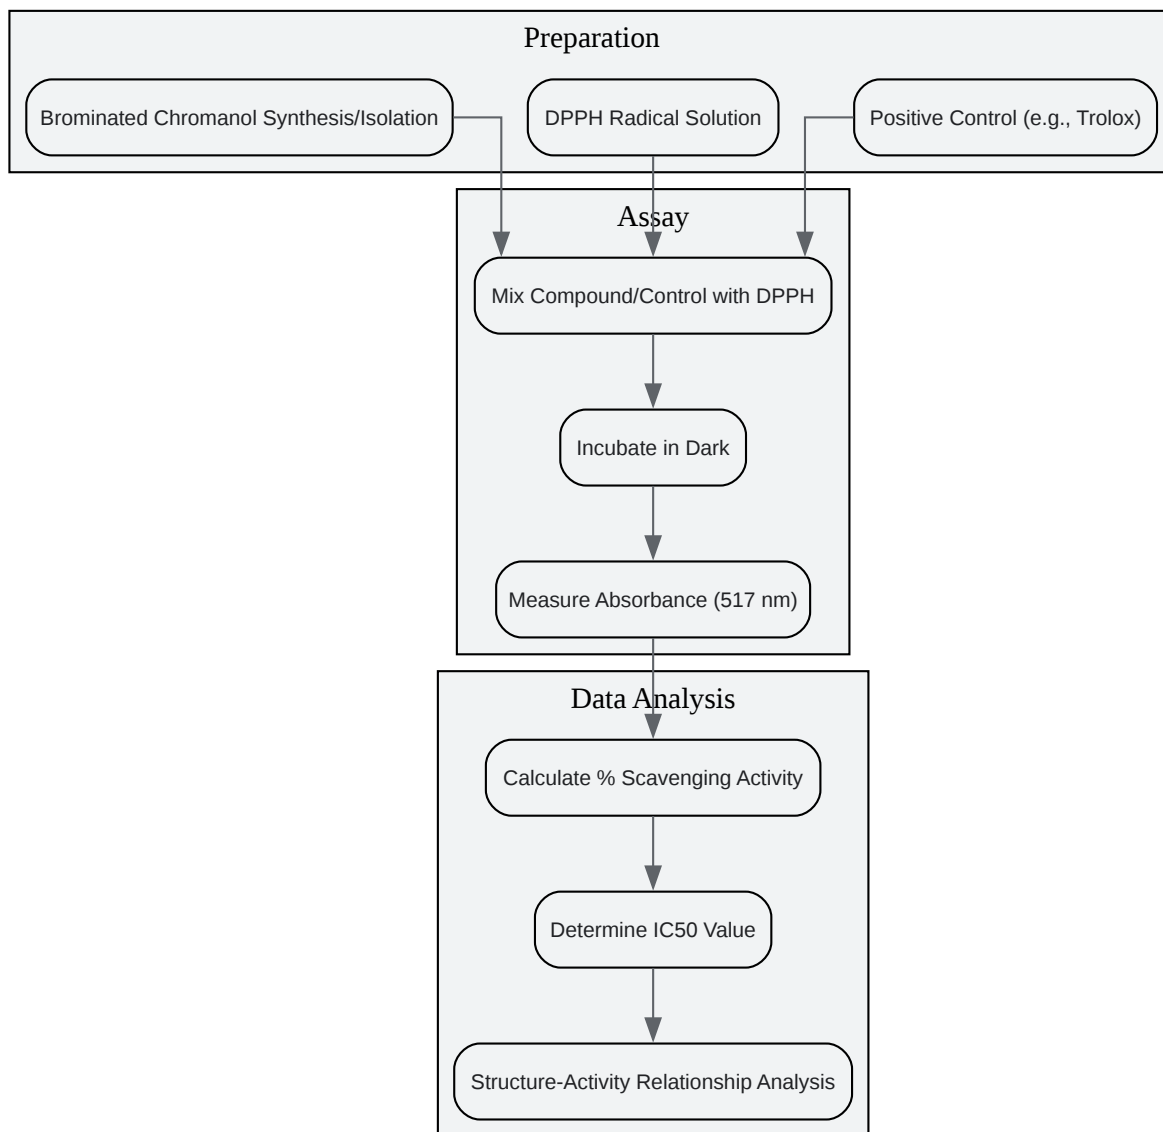 Preparation
Brominated Chromanol Synthesis/Isolation
DPPH Radical Solution
Positive Control (e.g., Trolox)
Assay
Mix Compound/Control with DPPH
Incubate in Dark
Measure Absorbance (517 nm)
Data Analysis
Calculate % Scavenging Activity
Determine IC50 Value
Structure-Activity Relationship Analysis